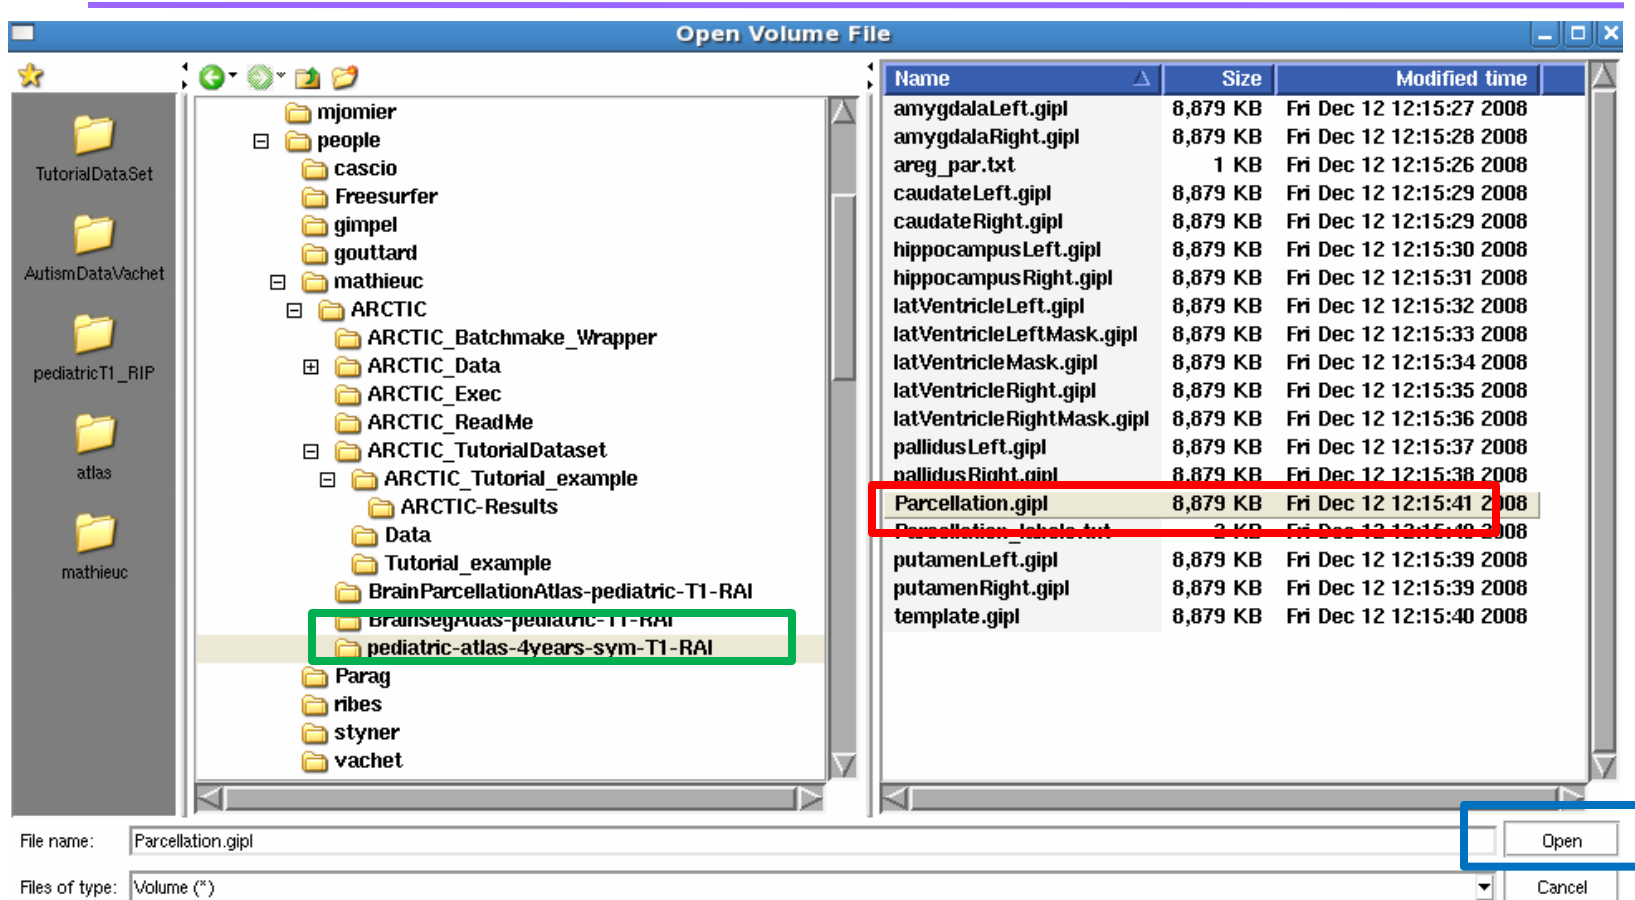 Open Volume File
TutorialDataSet
AutismDataVachet
pediatricT1_RIP
atlas
mathieuc
mjomier
people
cascio
Freesurfer
gimpel
gouttard
mathieuc
ARCTIC
ARCTIC_Batchmake_Wrapper
ARCTIC_Data
ARCTIC_Exec
ARCTIC_ReadMe
ARCTIC_TutorialDataset
ARCTIC_Tutorial_example
ARCTIC-Results
Data
Tutorial_example
BrainParcellationAtlas-pediatric-T1-RAI
BrainsegAtlas-pediatric-T1-RAI
pediatric-atlas-4years-sym-T1-RAI
Parag
ribes
styner
vachet
Name Size Modified time
amygdalaLeft.gipl 8,879 KB Fri Dec 12 12:15:27 2008
amygdalaRight.gipl 8,879 KB Fri Dec 12 12:15:28 2008
areg_par.txt 1 KB Fri Dec 12 12:15:26 2008
caudateLeft.gipl 8,879 KB Fri Dec 12 12:15:29 2008
caudateRight.gipl 8,879 KB Fri Dec 12 12:15:29 2008
hippocampusLeft.gipl 8,879 KB Fri Dec 12 12:15:30 2008
hippocampusRight.gipl 8,879 KB Fri Dec 12 12:15:31 2008
latVentricleLeft.gipl 8,879 KB Fri Dec 12 12:15:32 2008
latVentricleLeftMask.gipl 8,879 KB Fri Dec 12 12:15:33 2008
latVentricleMask.gipl 8,879 KB Fri Dec 12 12:15:34 2008
latVentricleRight.gipl 8,879 KB Fri Dec 12 12:15:35 2008
latVentricleRightMask.gipl 8,879 KB Fri Dec 12 12:15:36 2008
pallidusLeft.gipl 8,879 KB Fri Dec 12 12:15:37 2008
pallidusRight.gipl 8,879 KB Fri Dec 12 12:15:38 2008
Parcellation.gipl 8,879 KB Fri Dec 12 12:15:41 2008
Parcellation_labels.txt KB Fri Dec 12 2008
putamenLeft.gipl 8,879 KB Fri Dec 12 12:15:39 2008
putamenRight.gipl 8,879 KB Fri Dec 12 12:15:39 2008
template.gipl 8,879 KB Fri Dec 12 12:15:40 2008
File name: Parcellation.gipl Open
Files of type: Volume (*) Cancel